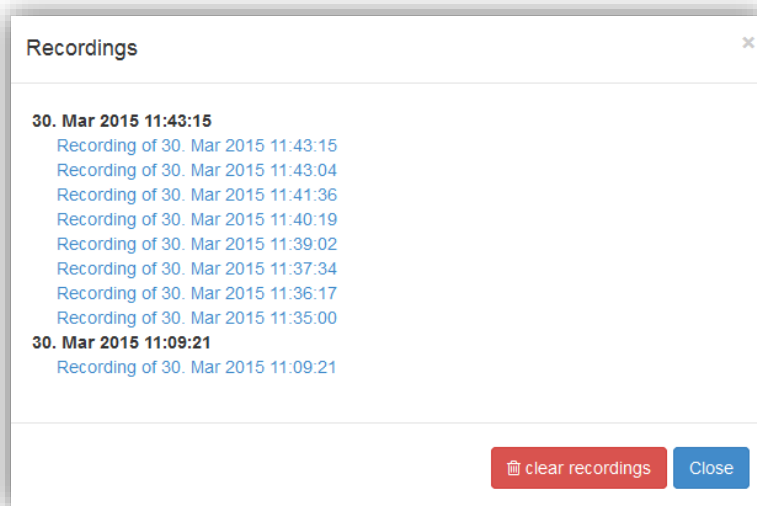 Recordings
×
30. Mar 2015 11:43:15
Recording of 30. Mar 2015 11:43:15
Recording of 30. Mar 2015 11:43:04
Recording of 30. Mar 2015 11:41:36
Recording of 30. Mar 2015 11:40:19
Recording of 30. Mar 2015 11:39:02
Recording of 30. Mar 2015 11:37:34
Recording of 30. Mar 2015 11:36:17
Recording of 30. Mar 2015 11:35:00
30. Mar 2015 11:09:21
Recording of 30. Mar 2015 11:09:21
clear recordings
Close